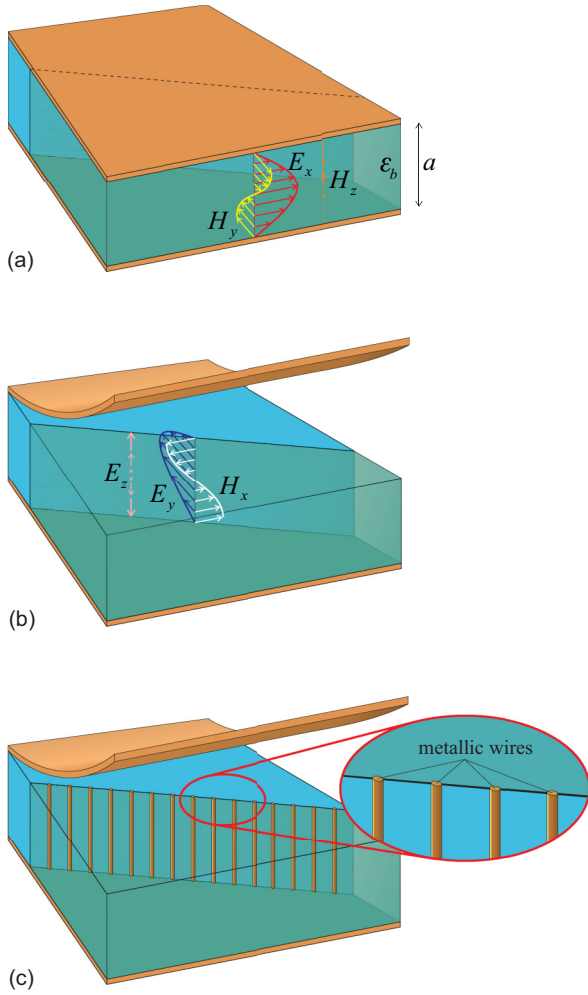 E_x
H_z
ε_b
a
H_y
(a)
E_z
E_y
H_x
(b)
metallic wires
(c)